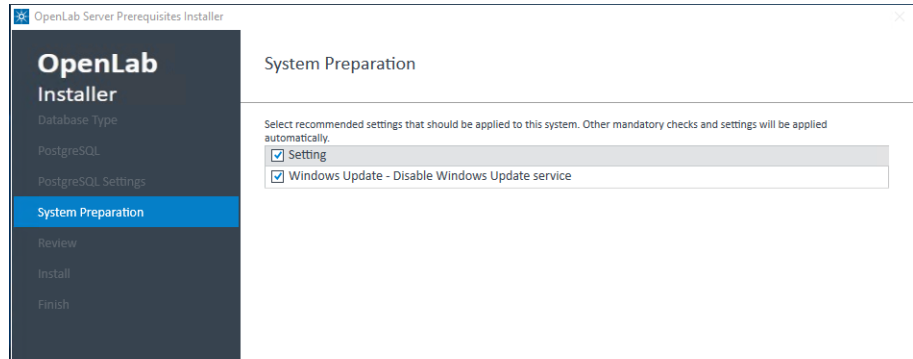 OpenLab Server Prerequisites Installer
OpenLab
Installer
Database Type
PostgreSQL
PostgreSQL Settings
System Preparation
Review
Install
Finish
System Preparation
Select recommended settings that should be applied to this system. Other mandatory checks and settings will be applied
automatically.
Setting
Windows Update - Disable Windows Update service